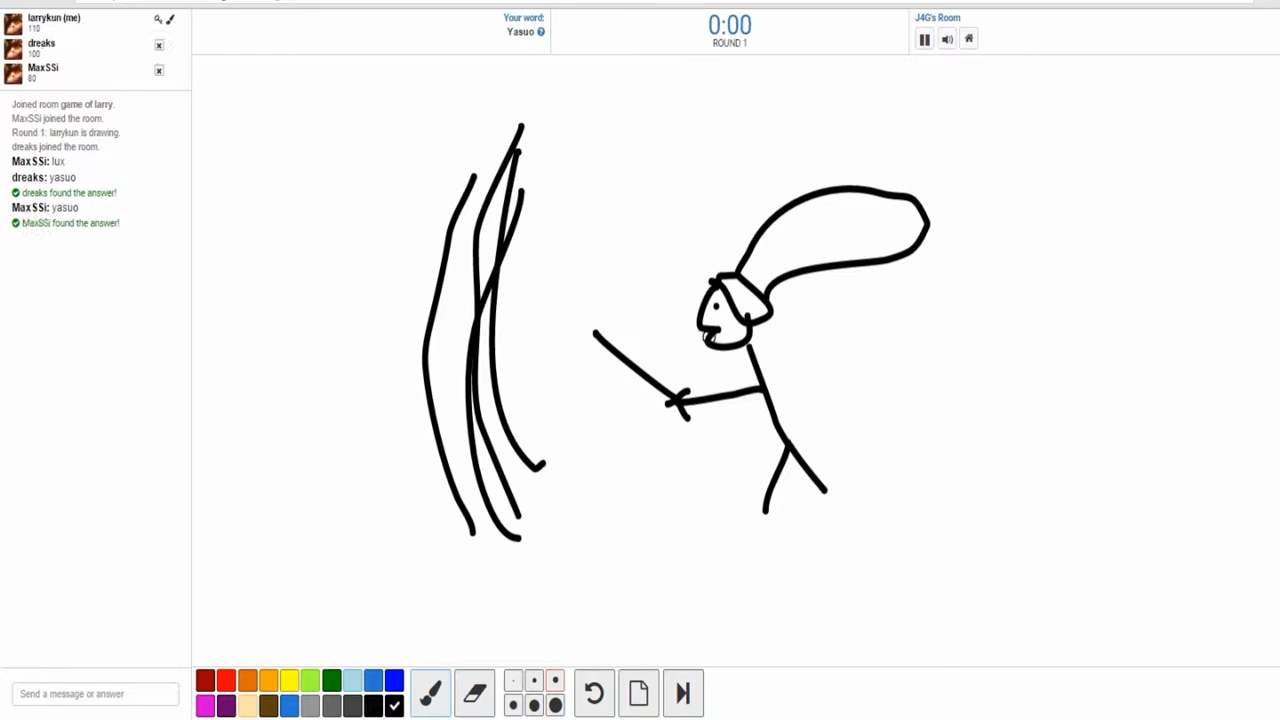 larrykun (me)
110
dreaks
100
MaxSSi
80
Joined room game of larry.
MaxSSi joined the room.
Round 1: larrykun is drawing.
dreaks joined the room.
MaxSSi: lux
dreaks: yasuo
dreaks found the answer!
MaxSSi: yasuo
MaxSSi found the answer!
Send a message or answer
Your word:
Yasuo ?
0:00
ROUND 1
J4G's Room